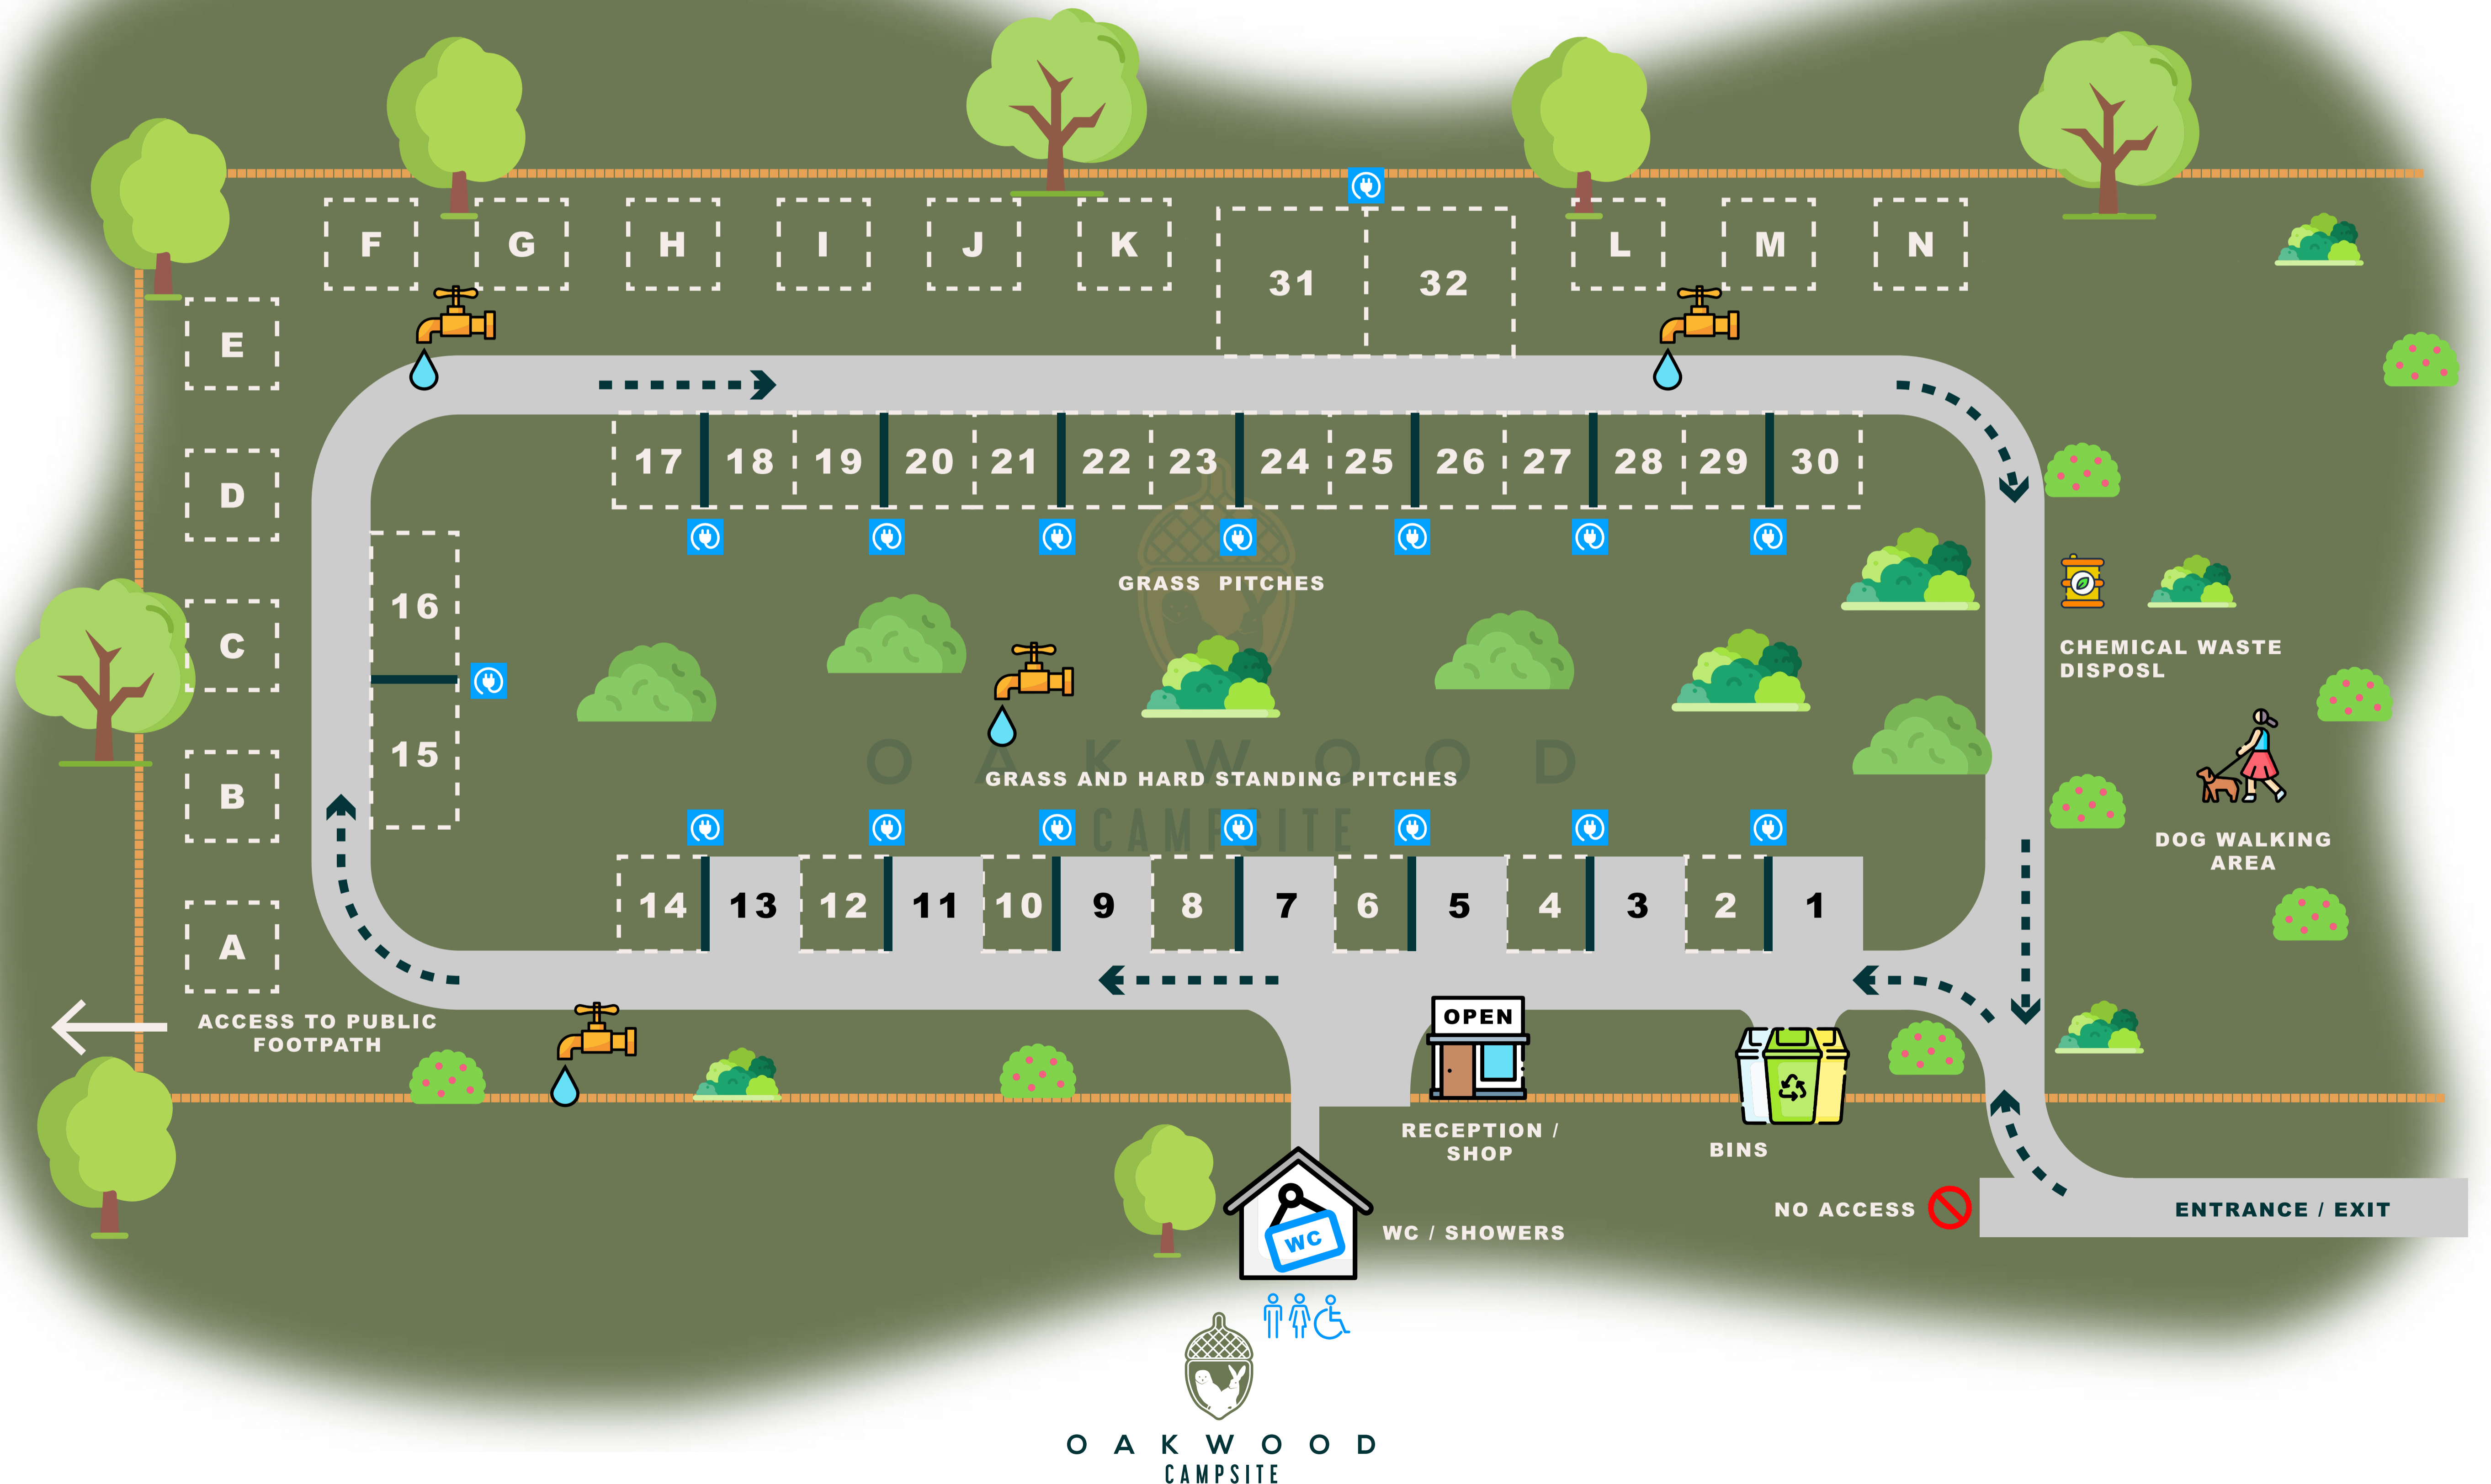 F G H I J K 31 32 L M N
E
D
C
B
A
17 18 19 20 21 22 23 24 25 26 27 28 29 30
16
15
GRASS PITCHES
GRASS AND HARD STANDING PITCHES
OAKWOOD
CAMPSITE
14 13 12 11 10 9 8 7 6 5 4 3 2 1
CHEMICAL WASTE
DISPOSL
DOG WALKING
AREA
ACCESS TO PUBLIC
FOOTPATH
OPEN
RECEPTION /
SHOP
BINS
NO ACCESS
ENTRANCE / EXIT
WC
WC / SHOWERS
OAKWOOD
CAMPSITE